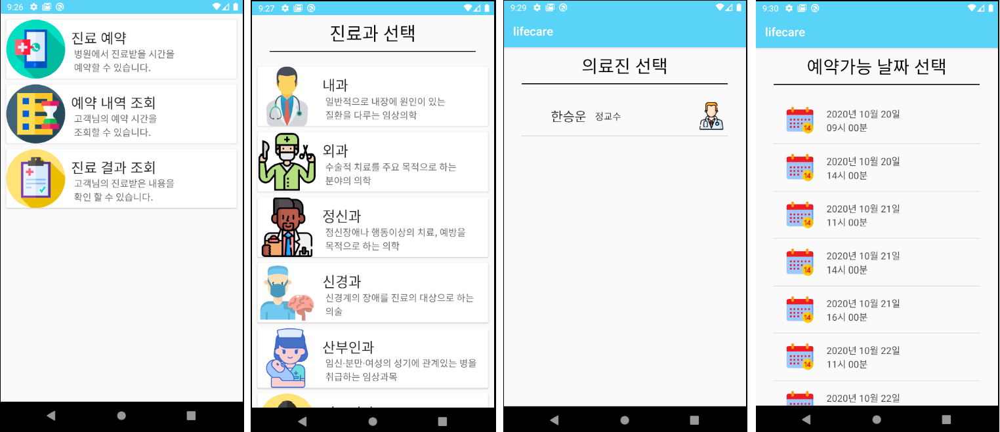 9:26
진료 예약
병원에서 진료받을 시간을
예약할 수 있습니다.
예약 내역 조회
고객님의 예약 시간을
조회할 수 있습니다.
진료 결과 조회
고객님의 진료받은 내용을
확인 할 수 있습니다.
9:27
진료과 선택
내과
일반적으로 내장에 원인이 있는
질환을 다루는 임상의학
외과
수술적 치료를 주요 목적으로 하는
분야의 의학
정신과
정신장애나 행동이상의 치료, 예방을
목적으로 하는 의학
신경과
신경계의 장애를 진료의 대상으로 하는
의술
산부인과
임신·분만·여성의 성기에 관계있는 병을
취급하는 임상과목
9:29
lifecare
의료진 선택
한승운 정교수
9:30
lifecare
예약가능 날짜 선택
14
2020년 10월 20일
09시 00분
14
2020년 10월 20일
14시 00분
14
2020년 10월 21일
11시 00분
14
2020년 10월 21일
14시 00분
14
2020년 10월 21일
16시 00분
14
2020년 10월 22일
11시 00분
2020년 10월 22일